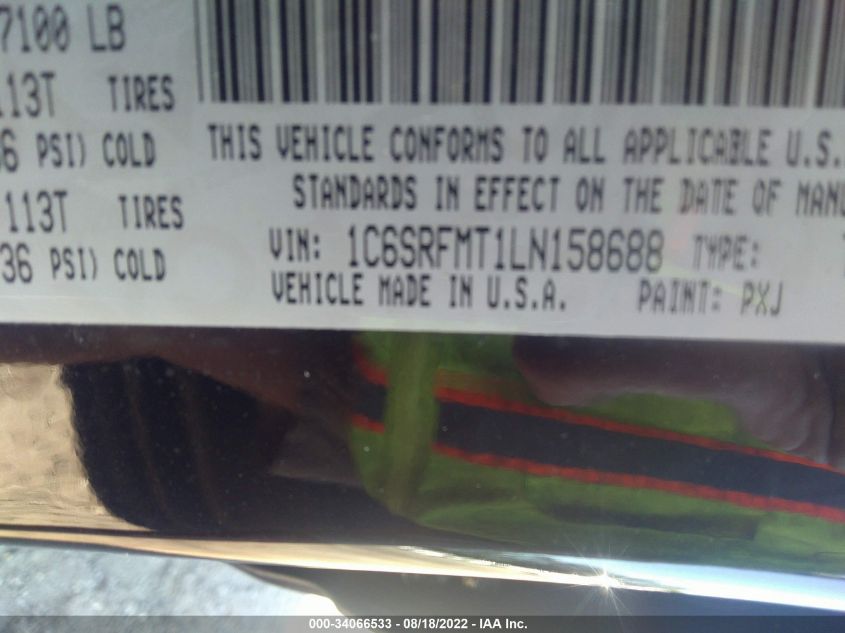 7100 LB
113T TIRES
36 PSI) COLD
113T TIRES
36 PSI) COLD
THIS VEHICLE CONFORMS TO ALL APPLICABLE U.S.
STANDARDS IN EFFECT ON THE DATE OF MANU
VIN: 1C6SRFMT1LN158688 TYPE:
VEHICLE MADE IN U.S.A. PAINT: PXJ
000-34066533 - 08/18/2022 - IAA Inc.